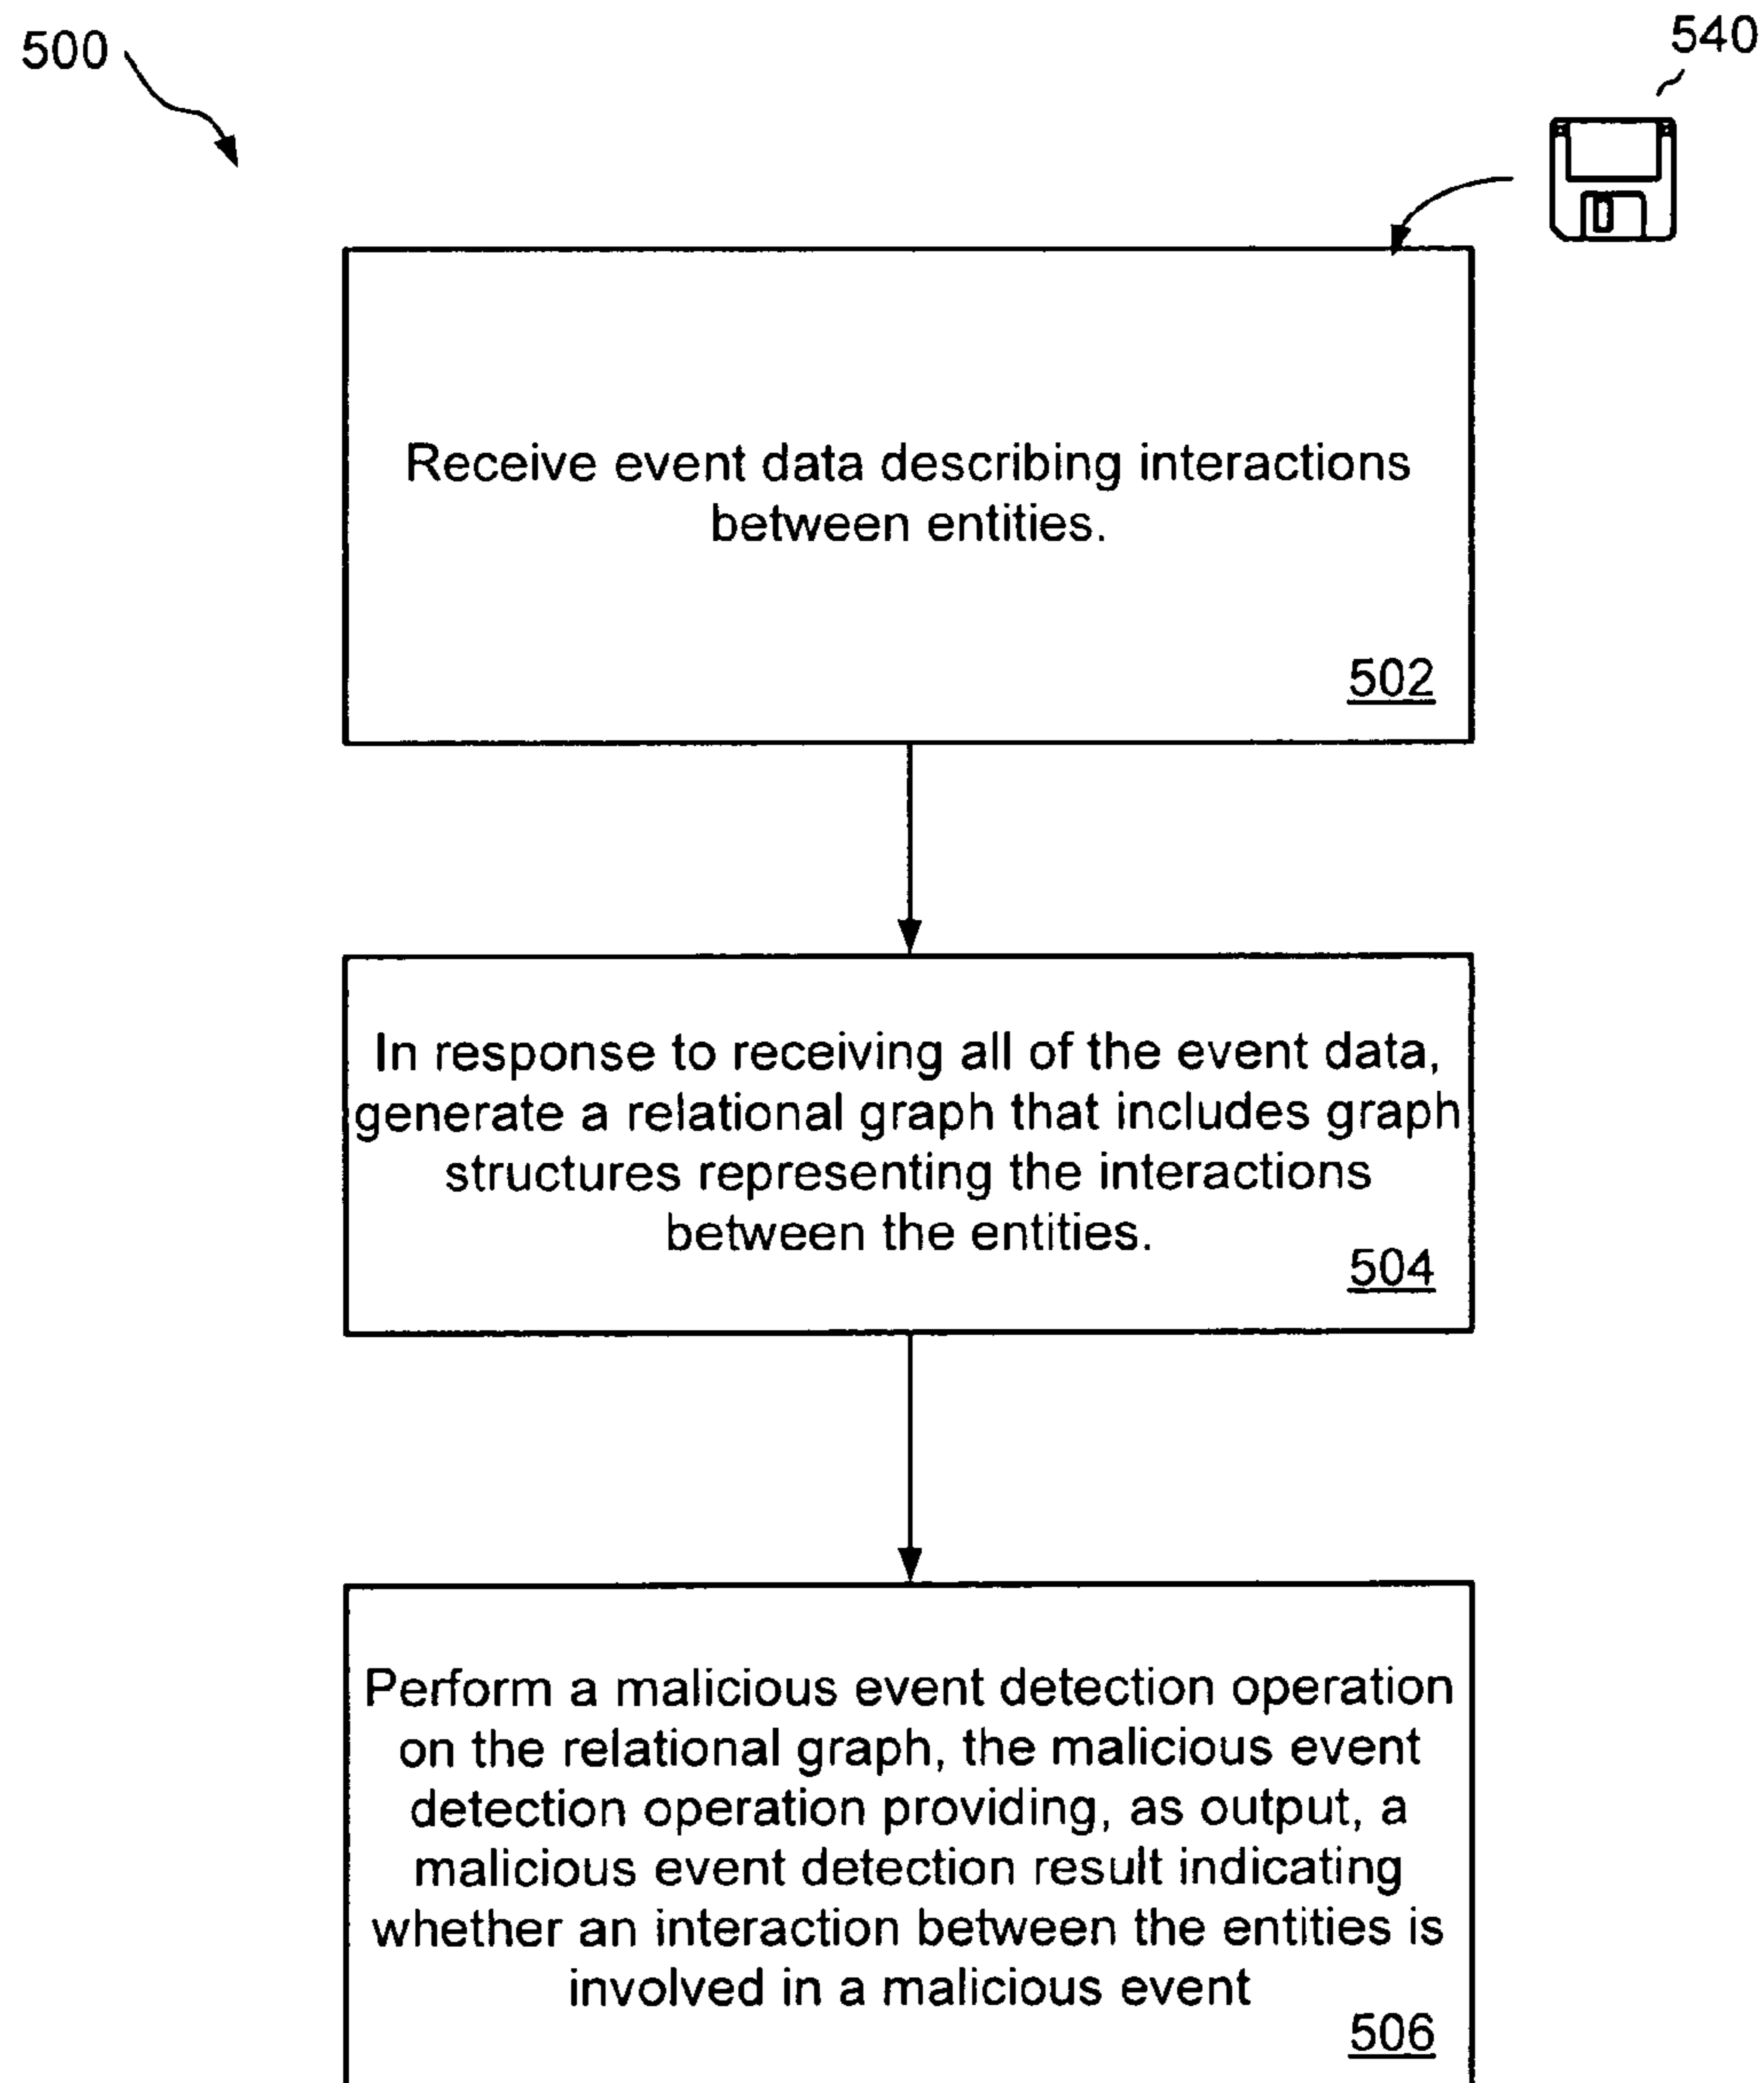 500
540
Receive event data describing interactions
between entities.
502
In response to receiving all of the event data,
generate a relational graph that includes graph
structures representing the interactions
between the entities.
504
Perform a malicious event detection operation
on the relational graph, the malicious event
detection operation providing, as output, a
malicious event detection result indicating
whether an interaction between the entities is
involved in a malicious event
506